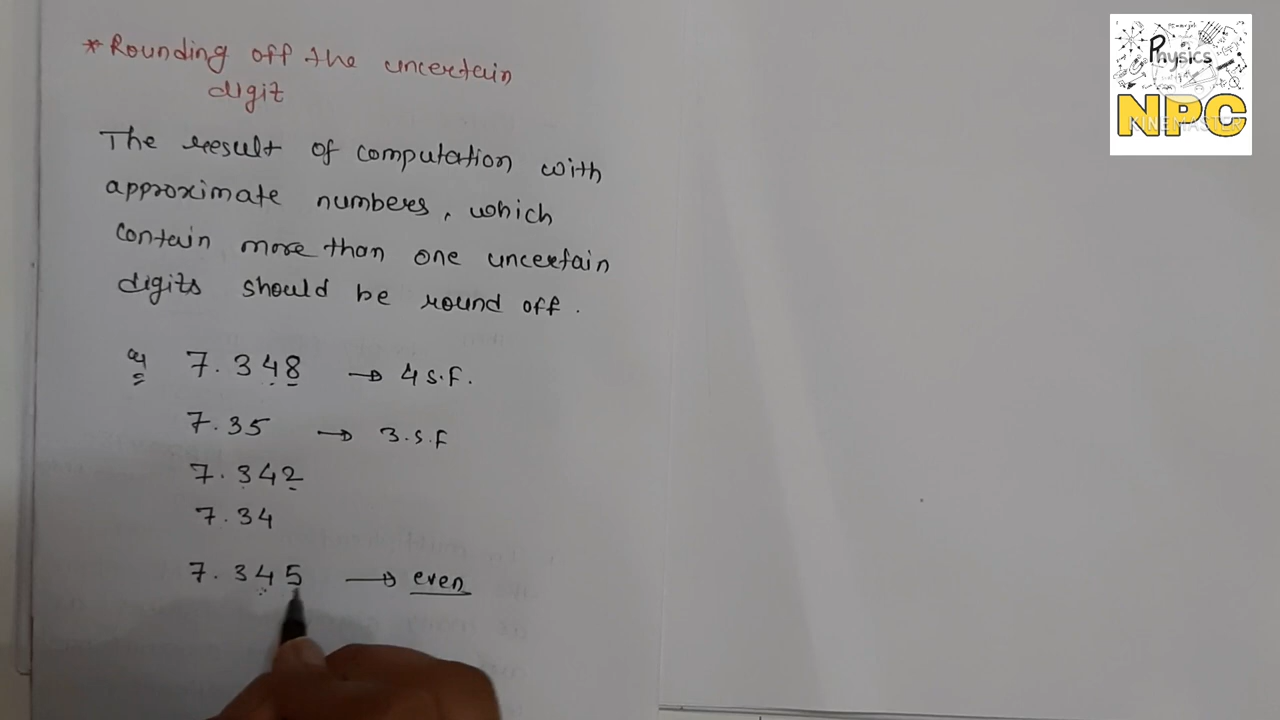 * Rounding off the uncertain
digit
The result of computation with
approximate numbers, which
contain more than one uncertain
digits should be round off.
eg 7.348 → 4 S.F.
7.35 → 3.S.F
7.342
7.34
7.345 → even
Physics
NPC
KINEMASTER